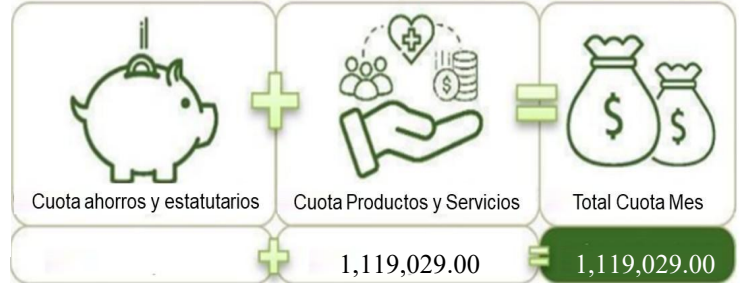 Cuota ahorros y estatutarios
Cuota Productos y Servicios
Total Cuota Mes
+ 1,119,029.00 = 1,119,029.00